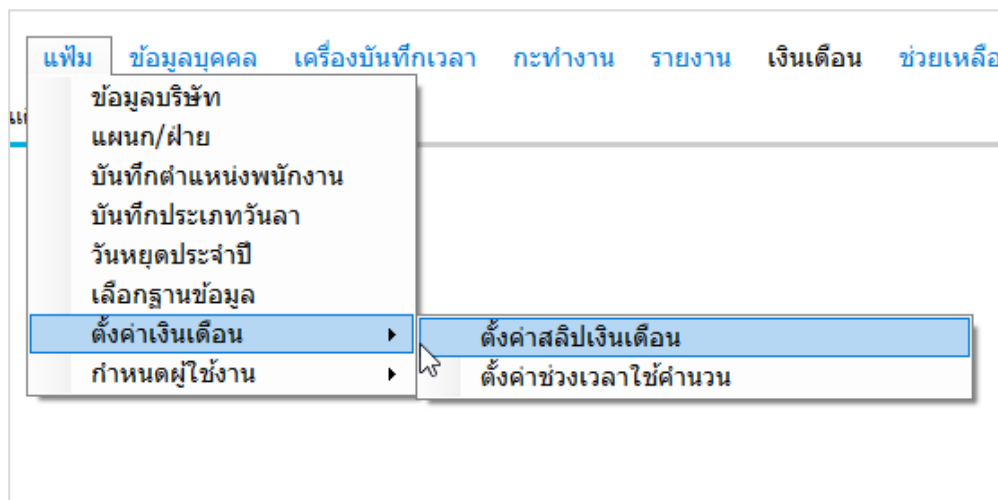 แฟ้ม ข้อมูลบุคคล เครื่องบันทึกเวลา กะทำงาน รายงาน เงินเดือน
ข้อมูลบริษัท
แผนก/ฝ่าย
บันทึกตำแหน่งพนักงาน
บันทึกประเภทวันลา
วันหยุดประจำปี
เลือกฐานข้อมูล
ตั้งค่าเงินเดือน
ตั้งค่าสลิปเงินเดือน
กำหนดผู้ใช้งาน
ตั้งค่าช่วงเวลาใช้คำนวน